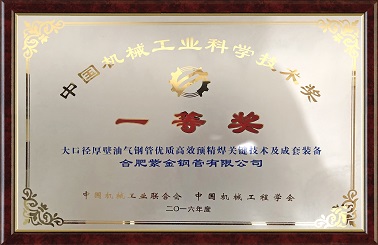 中国机械工业科学技术奖
一等奖
大口径厚壁油气钢管优质高效预精焊关键技术及成套装备
合肥紫金钢管有限公司
中国机械工业联合会 中国机械工程学会
二〇一六年度